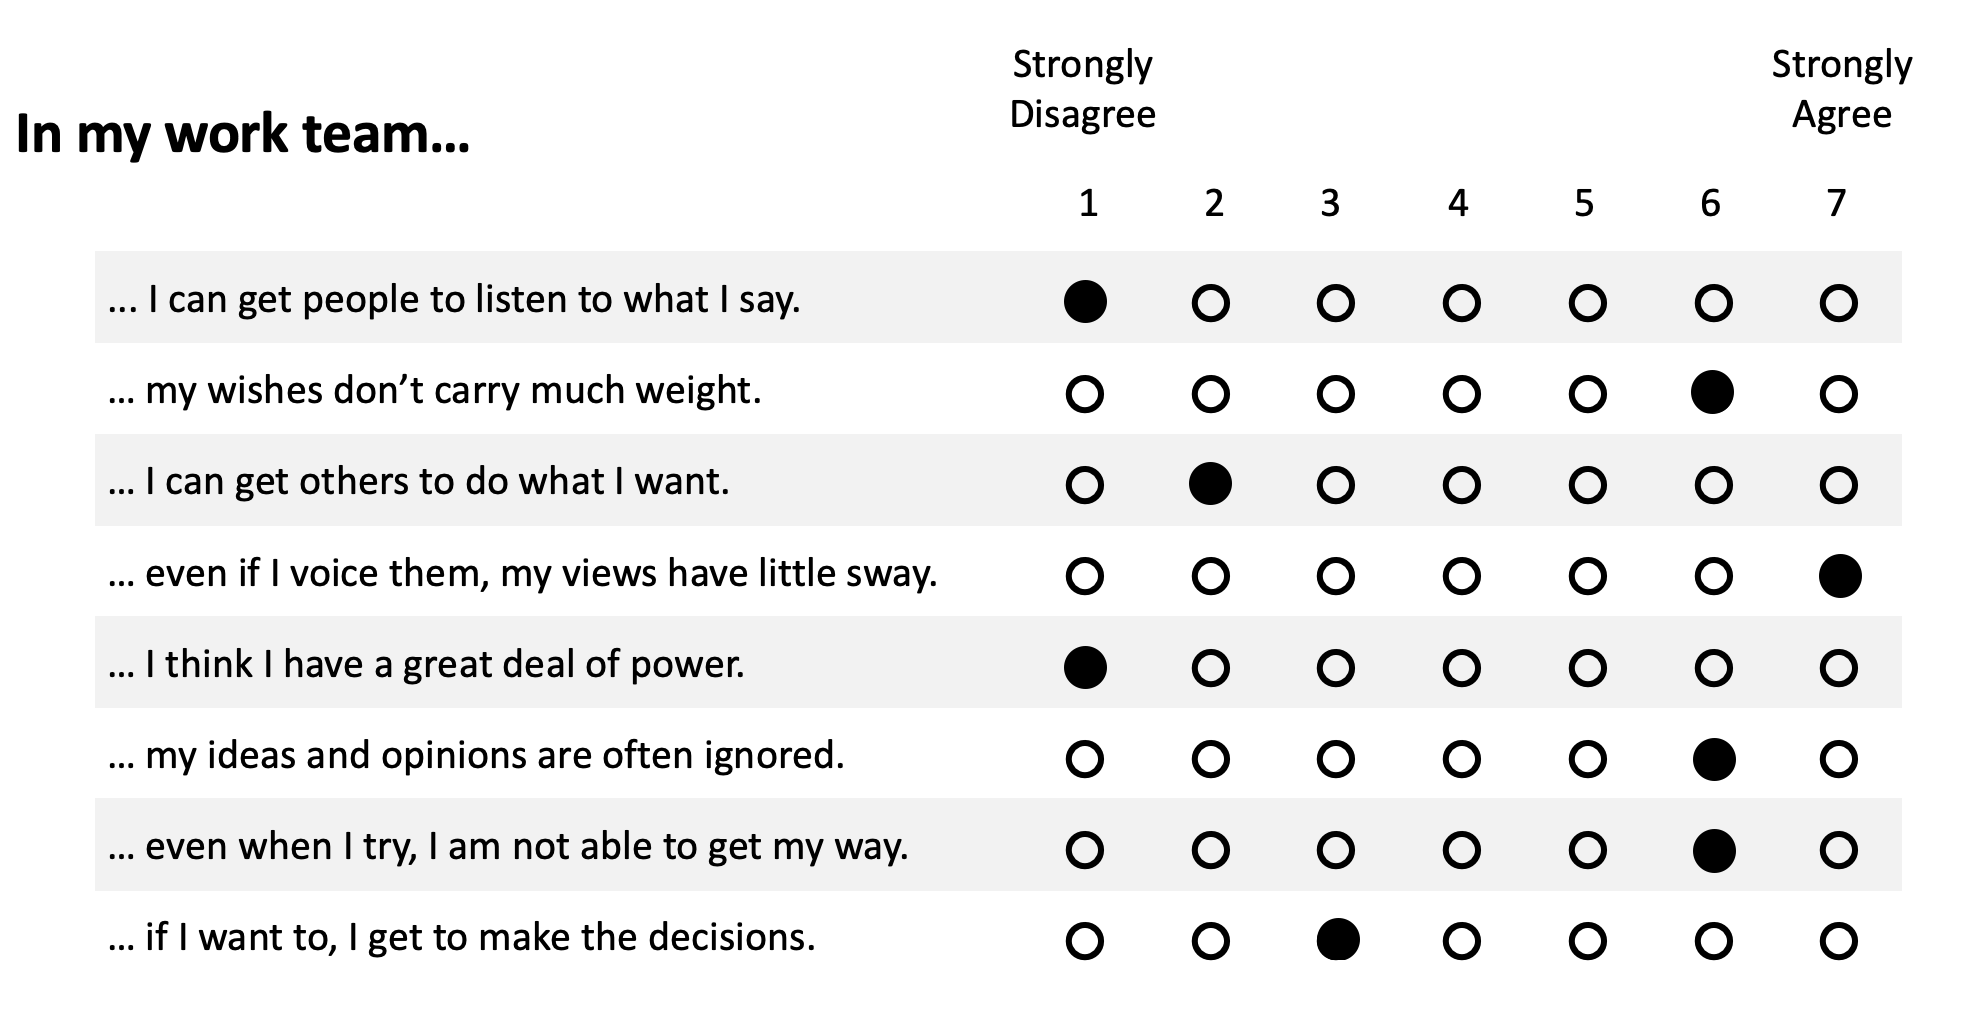 Strongly Disagree
Strongly Agree
In my work team…
1 2 3 4 5 6 7
... I can get people to listen to what I say.
… my wishes don’t carry much weight.
… I can get others to do what I want.
… even if I voice them, my views have little sway.
… I think I have a great deal of power.
… my ideas and opinions are often ignored.
… even when I try, I am not able to get my way.
… if I want to, I get to make the decisions.